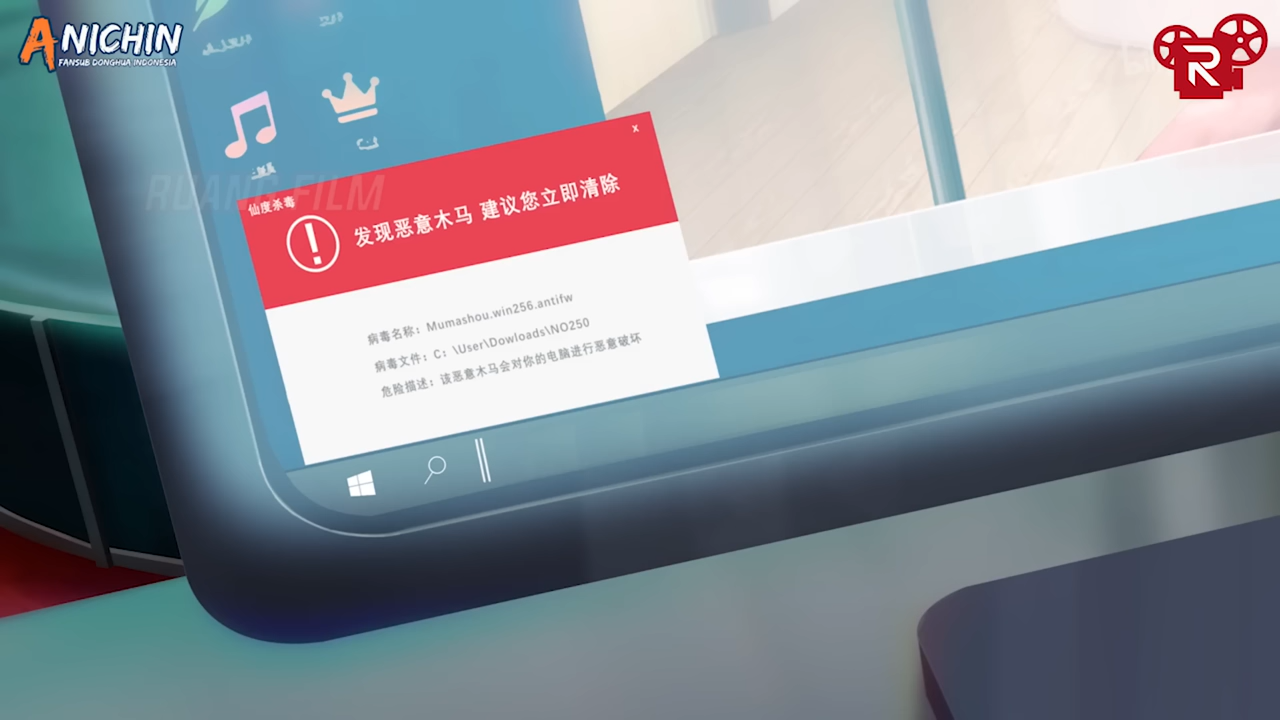 ANICHIN
FANSUB DONGHUA INDONESIA
R
RUANG FILM
x
仙度杀毒
发现恶意木马 建议您立即清除
病毒名称：Mumashou.win256.antifw
病毒文件：C：\User\Dowloads\NO250
危险描述：该恶意木马会对你的电脑进行恶意破坏